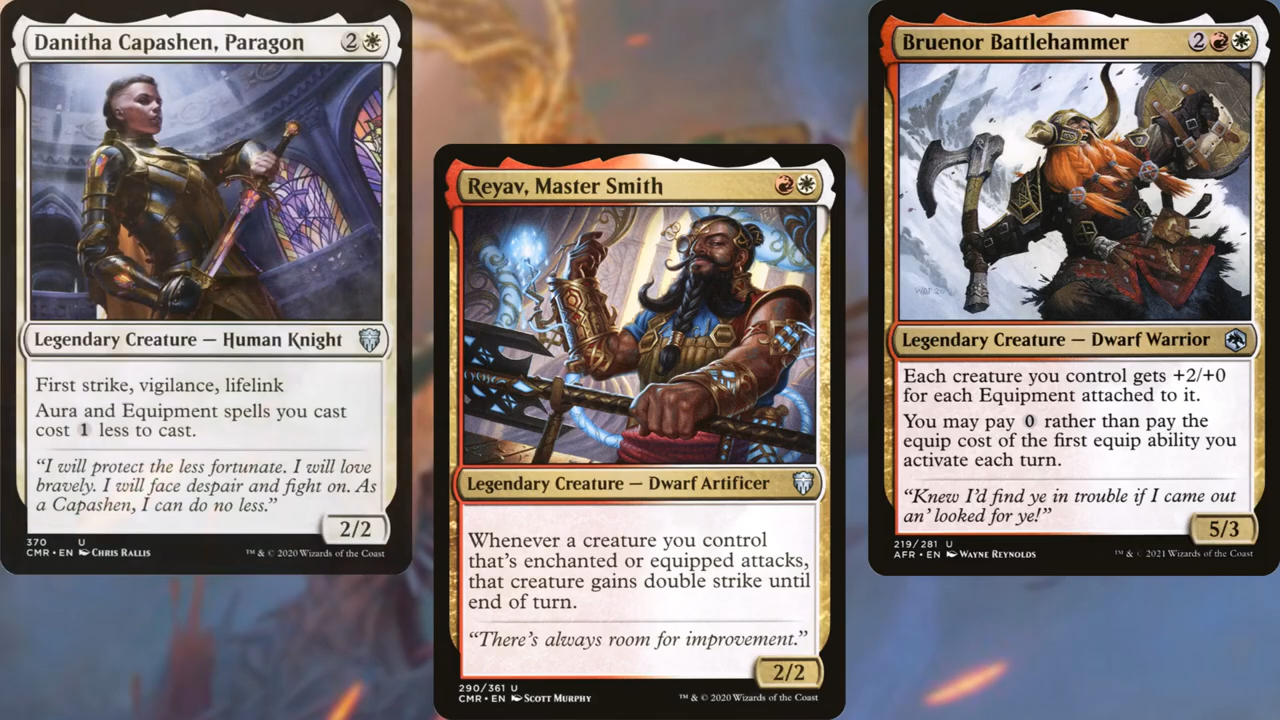 Danitha Capashen, Paragon 2
Legendary Creature — Human Knight
First strike, vigilance, lifelink
Aura and Equipment spells you cast
cost 1 less to cast.
“I will protect the less fortunate. I will love
bravely. I will face despair and fight on. As
a Capashen, I can do no less.”
2/2
370 U
CMR • EN Chris Rallis
™ & © 2020 Wizards of the Coast
Reyav, Master Smith
Legendary Creature — Dwarf Artificer
Whenever a creature you control
that’s enchanted or equipped attacks,
that creature gains double strike until
end of turn.
“There’s always room for improvement.”
2/2
290/361 U
CMR • EN Scott Murphy
™ & © 2020 Wizards of the Coast
Bruenor Battlehammer 2
Legendary Creature — Dwarf Warrior
Each creature you control gets +2/+0
for each Equipment attached to it.
You may pay 0 rather than pay the
equip cost of the first equip ability you
activate each turn.
“Knew I’d find ye in trouble if I came out
an’ looked for ye!”
5/3
219/281 U
AFR • EN Wayne Reynolds
™ & © 2021 Wizards of the Coast